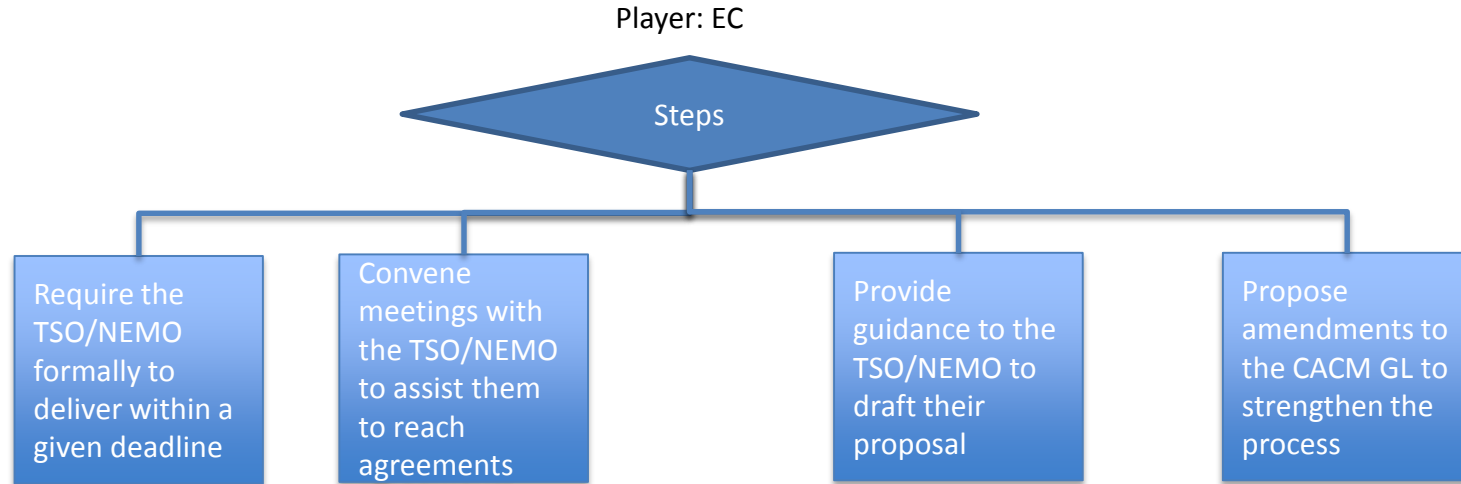 Player: EC
Steps
Require the
TSO/NEMO
formally to
deliver within a
given deadline
Convene
meetings with
the TSO/NEMO
to assist them
to reach
agreements
Provide
guidance to the
TSO/NEMO to
draft their
proposal
Propose
amendments to
the CACM GL to
strengthen the
process